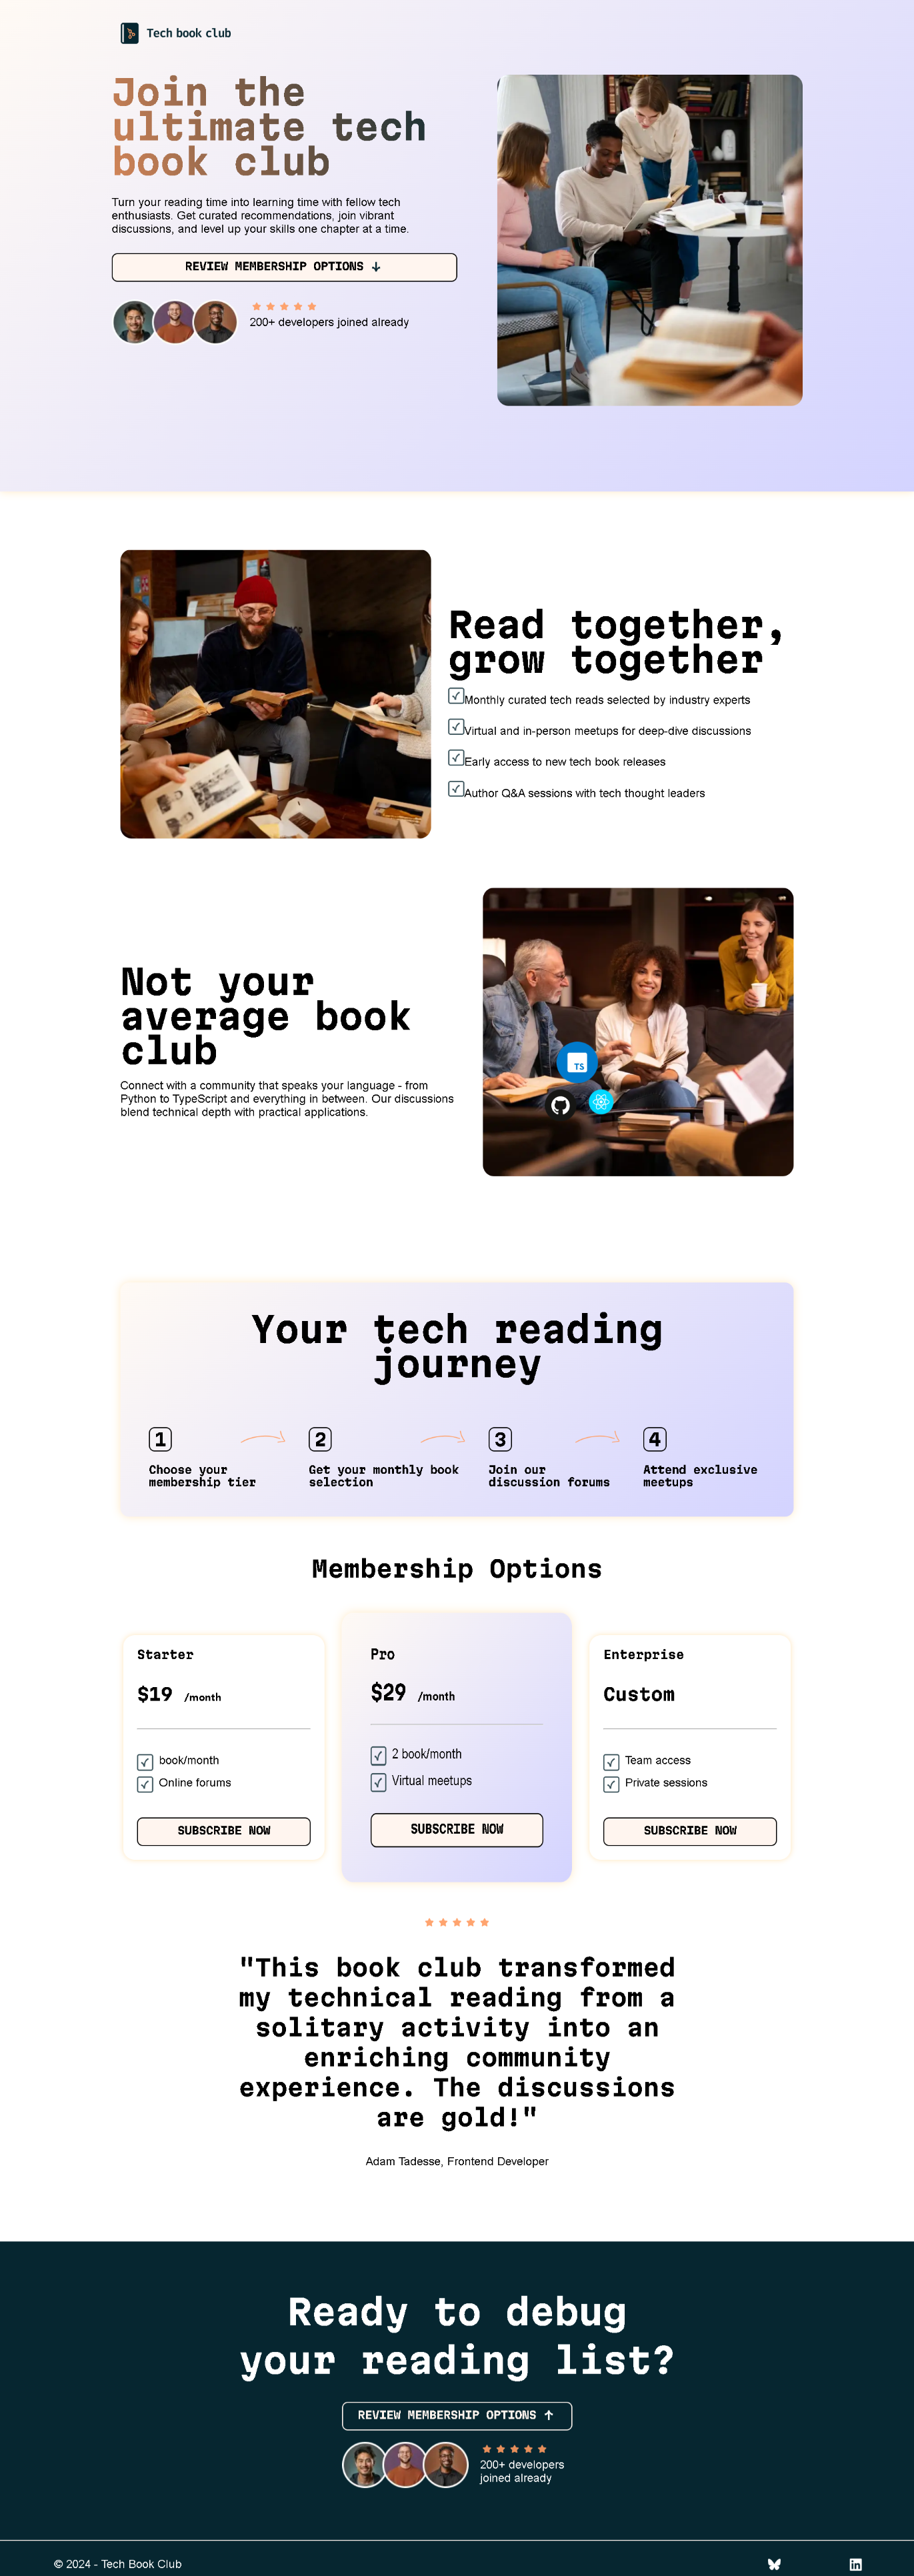 Tech book club
Join the
ultimate tech
book club
Turn your reading time into learning time with fellow tech
enthusiasts. Get curated recommendations, join vibrant
discussions, and level up your skills one chapter at a time.
REVIEW MEMBERSHIP OPTIONS ↓
200+ developers joined already
Read together,
grow together
Monthly curated tech reads selected by industry experts
Virtual and in-person meetups for deep-dive discussions
Early access to new tech book releases
Author Q&A sessions with tech thought leaders
Not your
average book
club
Connect with a community that speaks your language - from
Python to TypeScript and everything in between. Our discussions
blend technical depth with practical applications.
TS
Your tech reading
journey
1
Choose your
membership tier
2
Get your monthly book
selection
3
Join our
discussion forums
4
Attend exclusive
meetups
Membership Options
Starter
$19 /month
book/month
Online forums
SUBSCRIBE NOW
Pro
$29 /month
2 book/month
Virtual meetups
SUBSCRIBE NOW
Enterprise
Custom
Team access
Private sessions
SUBSCRIBE NOW
"This book club transformed
my technical reading from a
solitary activity into an
enriching community
experience. The discussions
are gold!"
Adam Tadesse, Frontend Developer
Ready to debug
your reading list?
REVIEW MEMBERSHIP OPTIONS ↑
200+ developers
joined already
© 2024 - Tech Book Club
in